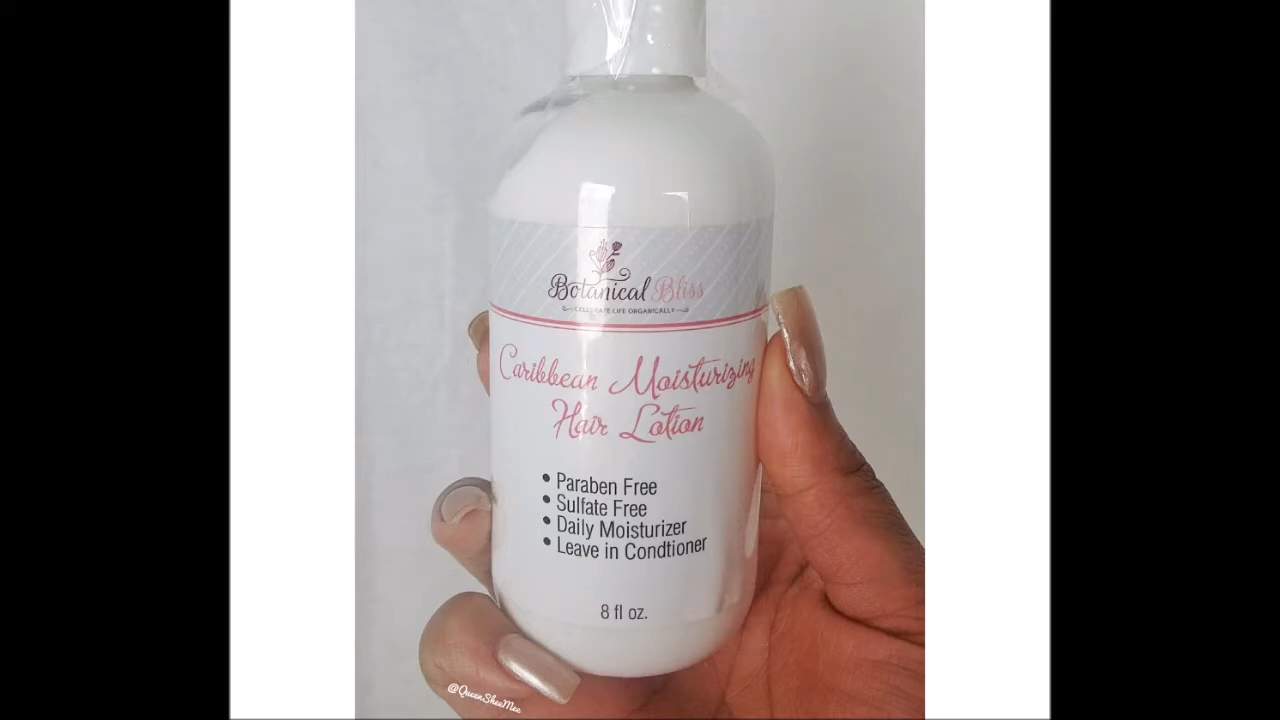 Botanical Bliss
CELEBRATE LIFE ORGANICALLY
Caribbean Moisturizing
Hair Lotion
• Paraben Free
• Sulfate Free
• Daily Moisturizer
• Leave in Condtioner
8 fl oz.
@QueenSheeMee